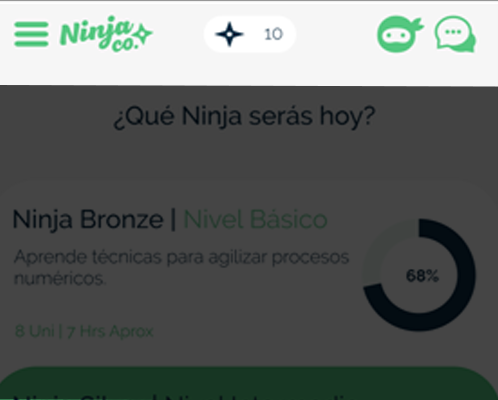 Ninja
co.
10
¿Qué Ninja serás hoy?
Ninja Bronze | Nivel Básico
Aprende técnicas para agilizar procesos
numéricos.
68%
8 Uni | 7 Hrs Aprox